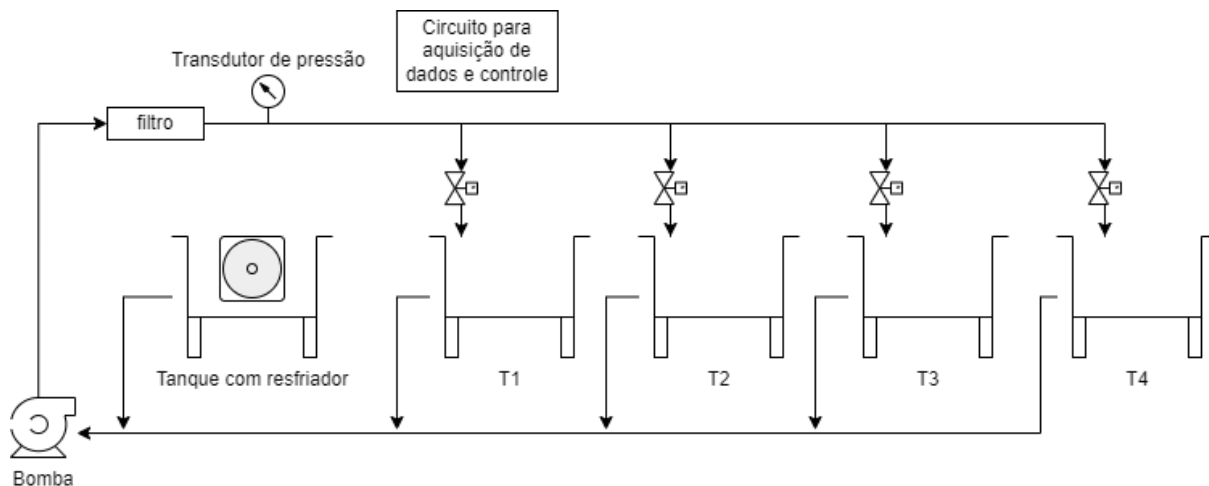 Circuito para
aquisição de
dados e controle
Transdutor de pressão
filtro
Tanque com resfriador
T1
T2
T3
T4
Bomba